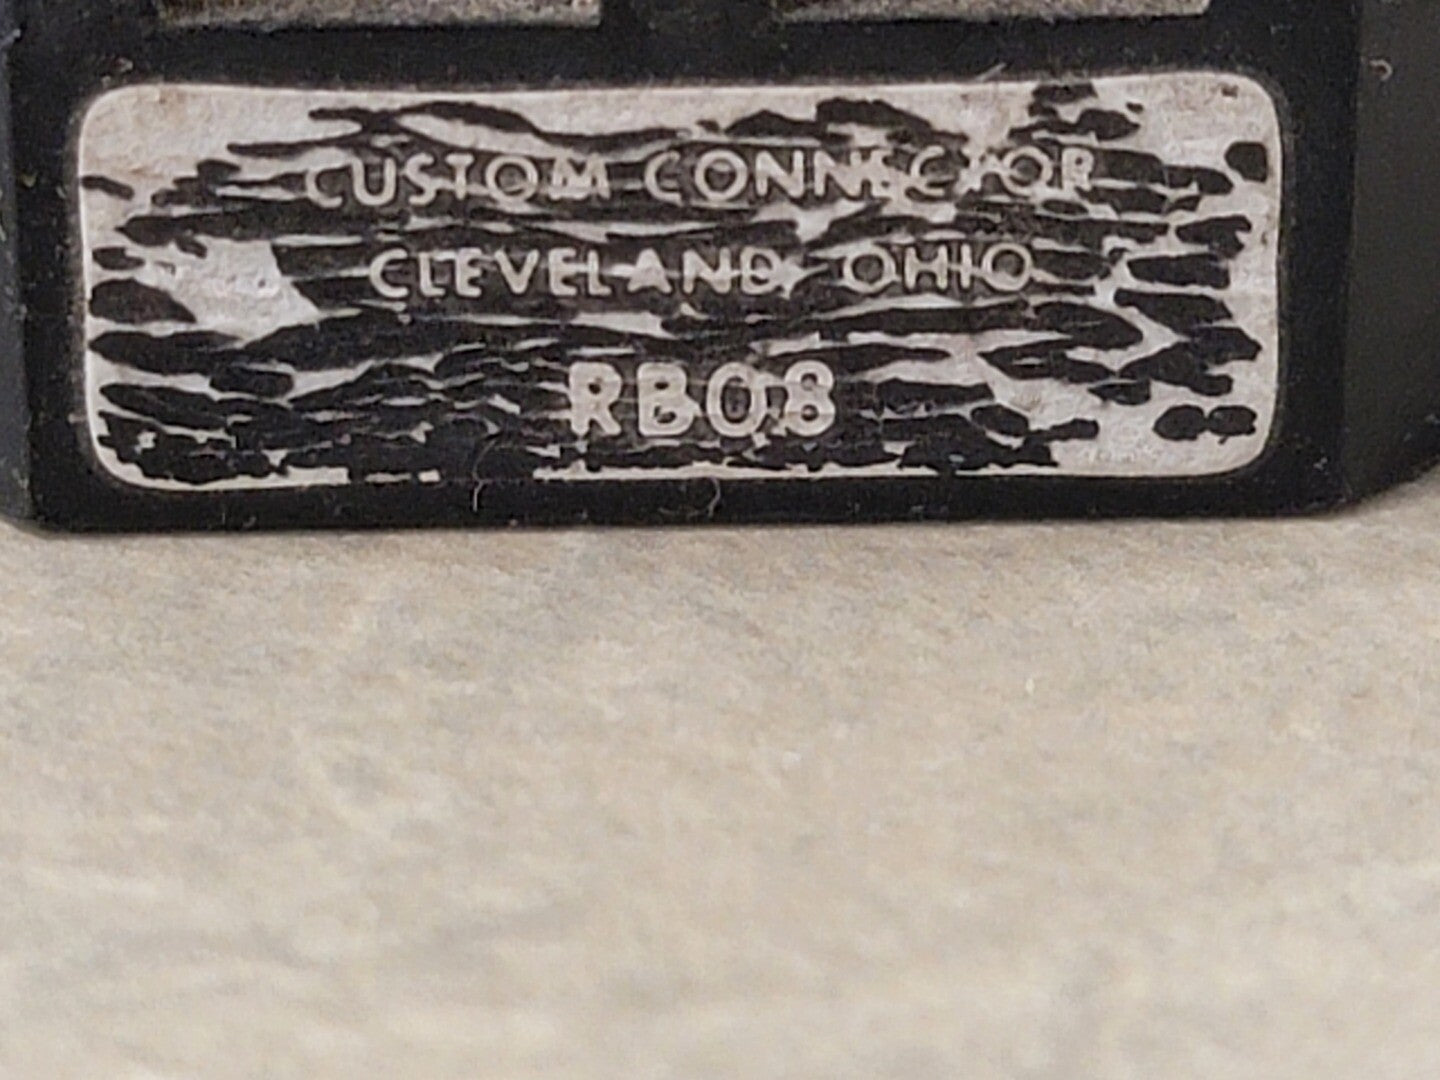 CUSTOM CONNECTOR
CLEVELAND, OHIO
RB08